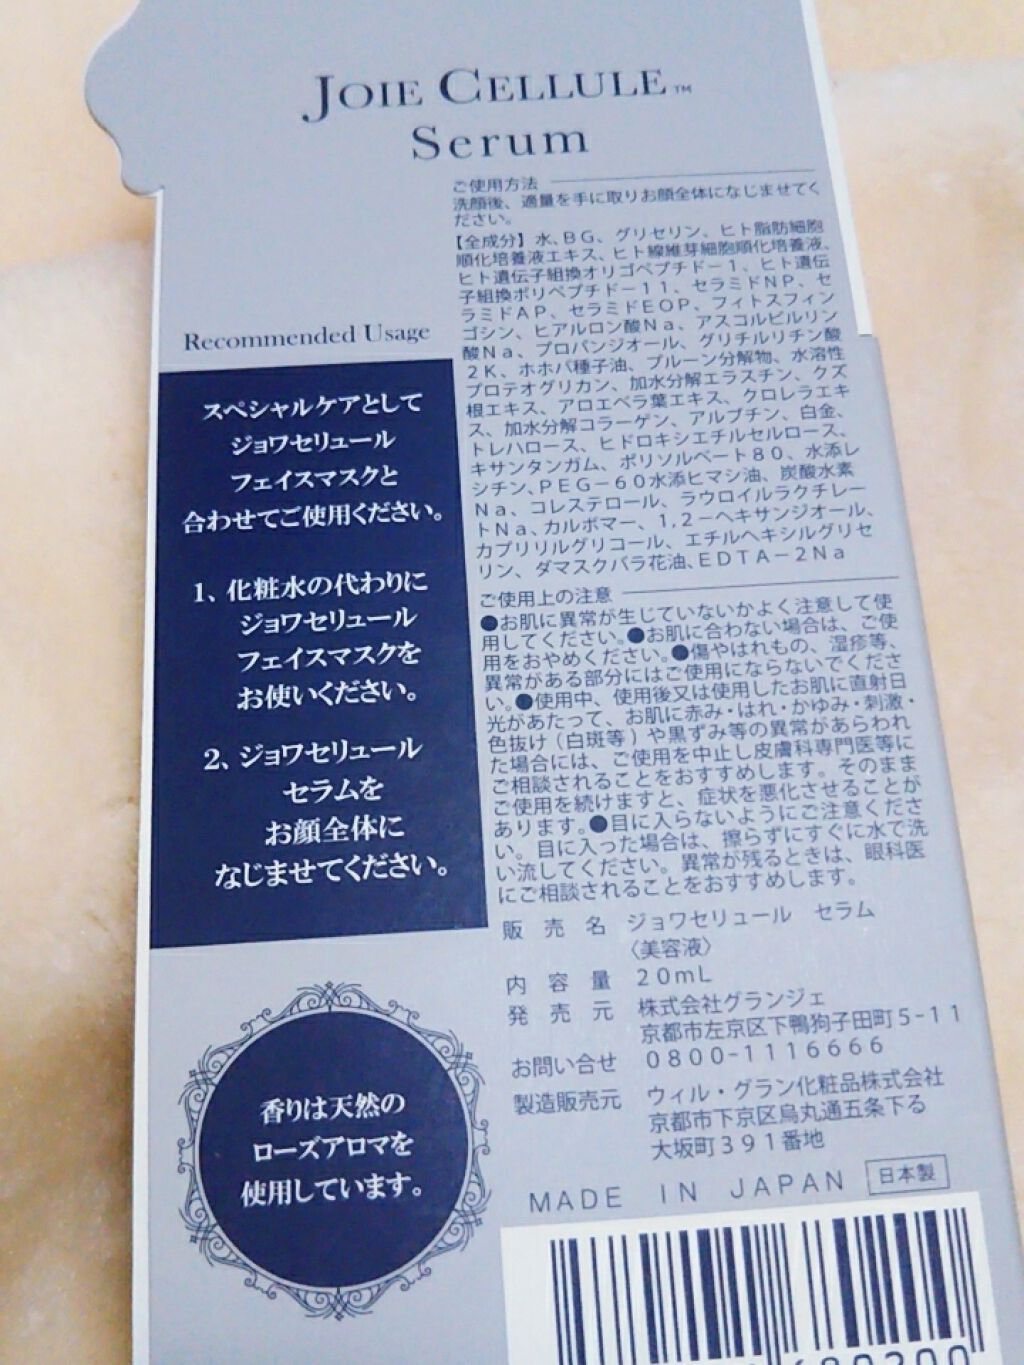 JOIE CELLULE™
Serum
ご使用方法
洗顔後、適量を手に取りお顔全体になじませてく
ださい。
【全成分】水、BG、グリセリン、ヒト脂肪細胞
順化培養液エキス、ヒト線維芽細胞順化培養液、
ヒト遺伝子組換オリゴペプチド－1、ヒト遺伝
子組換ポリペプチド－11、セラミドNP、セ
ラミドAP、セラミドEOP、フィトスフィン
ゴシン、ヒアルロン酸Na、アスコルビルリン
酸Na、プロパンジオール、グリチルリチン酸
2K、ホホバ種子油、プルーン分解物、水溶性
プロテオグリカン、加水分解エラスチン、クズ
根エキス、アロエベラ葉エキス、クロレラエキ
ス、加水分解コラーゲン、アルブチン、白金、
トレハロース、ヒドロキシエチルセルロース、
キサンタンガム、ポリソルベート80、水添レ
シチン、PEG－60水添ヒマシ油、炭酸水素
Na、コレステロール、ラウロイルラクチレー
トNa、カルボマー、1,2－ヘキサンジオール、
カプリリルグリコール、エチルヘキシルグリセ
リン、ダマスクバラ花油、EDTA－2Na
ご使用上の注意
●お肌に異常が生じていないかよく注意して使
用してください。●お肌に合わない場合は、ご使
用をおやめください。●傷やはれもの、湿疹等、
異常がある部分にはご使用にならないでくださ
い。●使用中、使用後又は使用したお肌に直射日
光があたって、お肌に赤み・はれ・かゆみ・刺激・
色抜け（白斑等）や黒ずみ等の異常があらわれ
た場合には、ご使用を中止し皮膚科専門医等に
ご相談されることをおすすめします。そのまま
ご使用を続けますと、症状を悪化させることが
あります。●目に入らないようにご注意くださ
い。目に入った場合は、擦らずにすぐに水で洗
い流してください。異常が残るときは、眼科医
にご相談されることをおすすめします。
販売名 ジョワセリュール セラム
〈美容液〉
内容量 20mL
発売元 株式会社グランジェ
京都市左京区下鴨狗子田町5-11
お問い合せ 0800-1116666
製造販売元 ウィル・グラン化粧品株式会社
京都市下京区烏丸通五条下る
大坂町391番地
MADE IN JAPAN 日本製
Recommended Usage
スペシャルケアとして
ジョワセリュール
フェイスマスクと
合わせてご使用ください。
1、化粧水の代わりに
ジョワセリュール
フェイスマスクを
お使いください。
2、ジョワセリュール
セラムを
お顔全体に
なじませてください。
香りは天然の
ローズアロマを
使用しています。